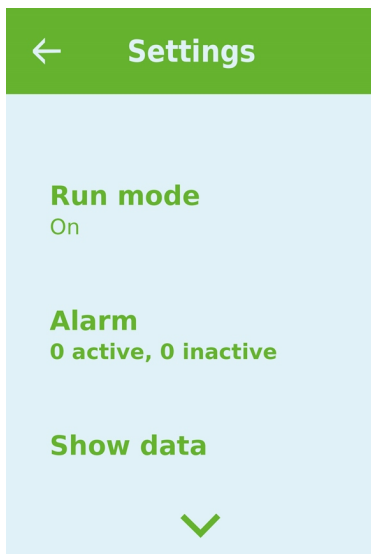 Settings
Run mode
On
Alarm
0 active, 0 inactive
Show data